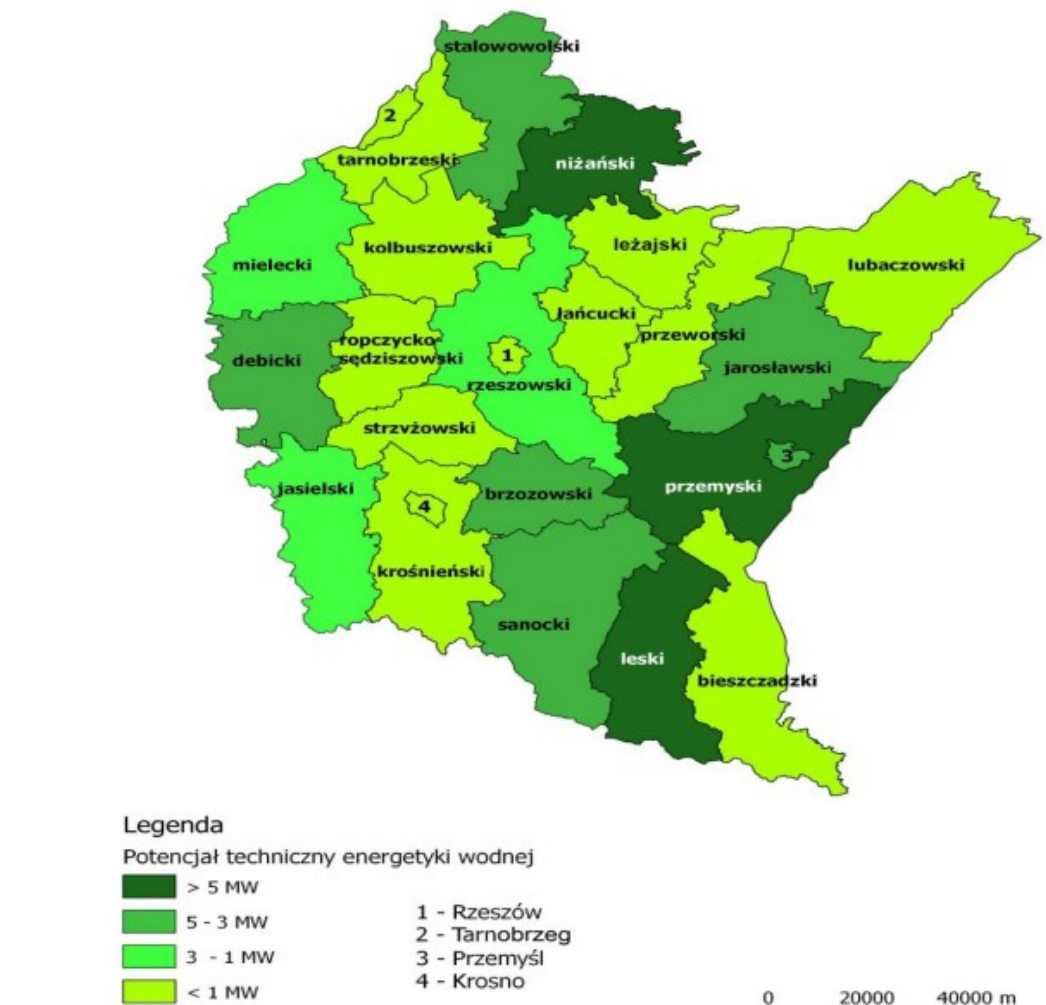 stalowowolski
2
tarnobrzeski
niżański
kolbuszowski
leżajski
mielecki
lubaczowski
łańcucki
ropczycko-
sędziszowski
przeworski
debicki
1
jarosławski
rzeszowski
strzyżowski
3
jasielski
brzozowski
przemyski
4
krośnieński
sanocki
leski
bieszczadzki
Legenda
Potencjał techniczny energetyki wodnej
> 5 MW
5 - 3 MW
3 - 1 MW
< 1 MW
1 - Rzeszów
2 - Tarnobrzeg
3 - Przemyśl
4 - Krosno
0 20000 40000 m